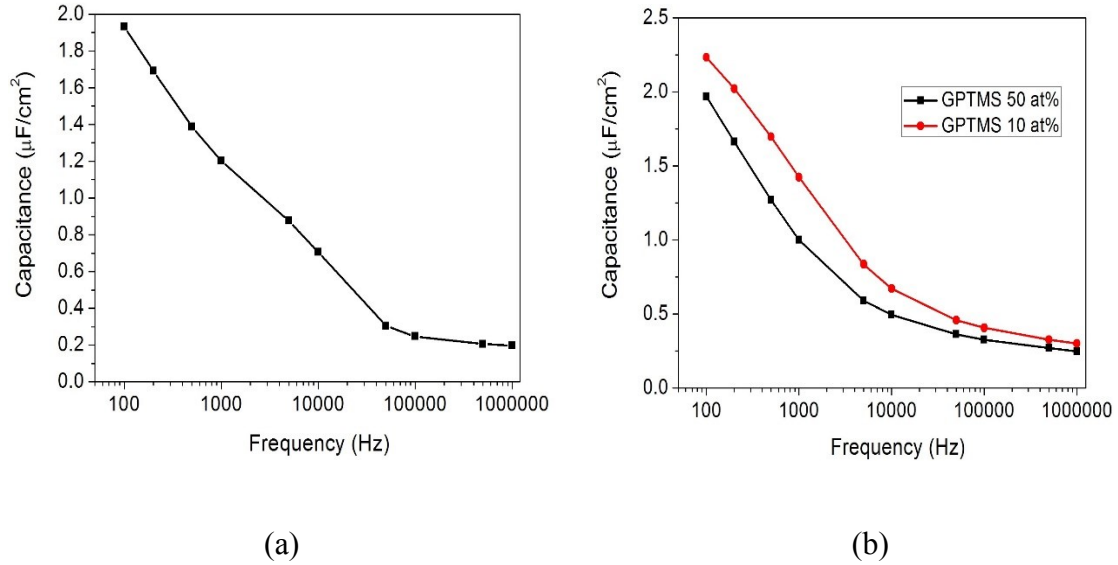 2.0
1.8
1.6
1.4
1.2
1.0
0.8
0.6
0.4
0.2
0.0
Capacitance (μF/cm²)
100 1000 10000 100000 1000000
Frequency (Hz)
(a)
2.5
2.0
1.5
1.0
0.5
0.0
Capacitance (μF/cm²)
GPTMS 50 at%
GPTMS 10 at%
100 1000 10000 100000 1000000
Frequency (Hz)
(b)